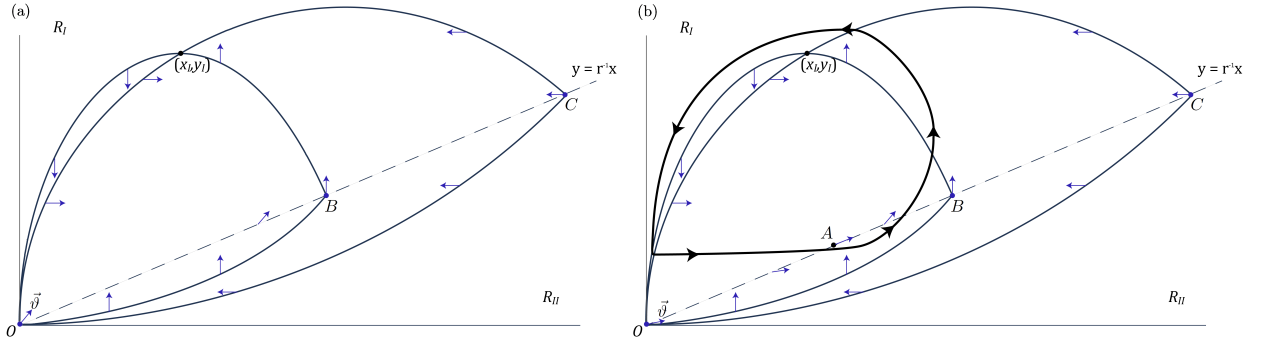 (a)
R_I
(x_I,y_I)
y = r⁻¹x
C
B
R_II
ϑ⃗
O
(b)
R_I
(x_I,y_I)
y = r⁻¹x
C
B
A
R_II
ϑ⃗
O